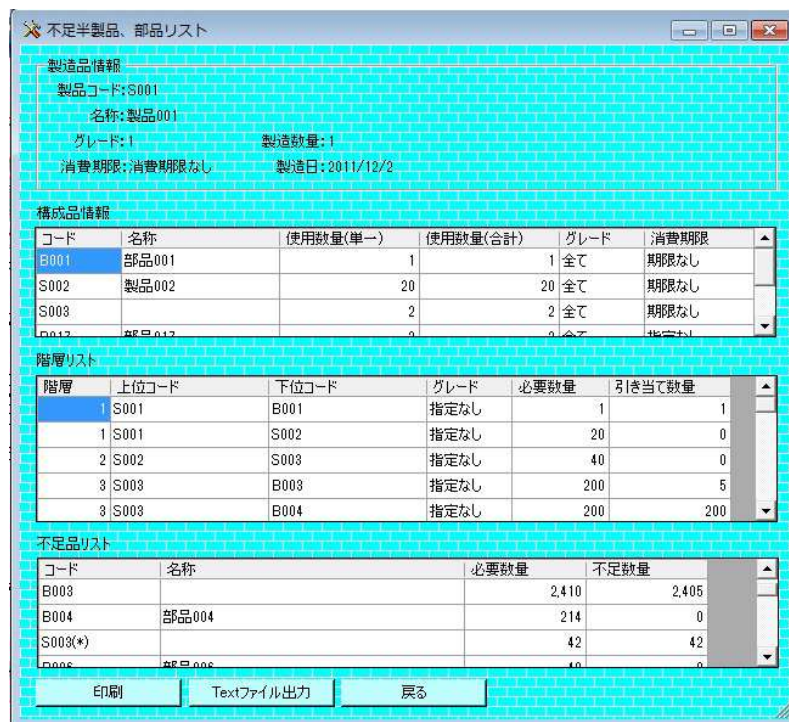 不足半製品、部品リスト
製造品情報
製品コード:S001
名称:製品001
グレード:1 製造数量:1
消費期限:消費期限なし 製造日:2011/12/2
構成品情報
コード 名称 使用数量(単一) 使用数量(合計) グレード 消費期限
B001 部品001 1 1 全て 期限なし
S002 製品002 20 20 全て 期限なし
S003 2 2 全て 期限なし
階層リスト
階層 上位コード 下位コード グレード 必要数量 引き当て数量
1 S001 B001 指定なし 1 1
1 S001 S002 指定なし 20 0
2 S002 S003 指定なし 40 0
3 S003 B003 指定なし 200 5
3 S003 B004 指定なし 200 200
不足品リスト
コード 名称 必要数量 不足数量
B003 2,410 2,405
B004 部品004 214 0
S003(*) 42 42
印刷 Textファイル出力 戻る